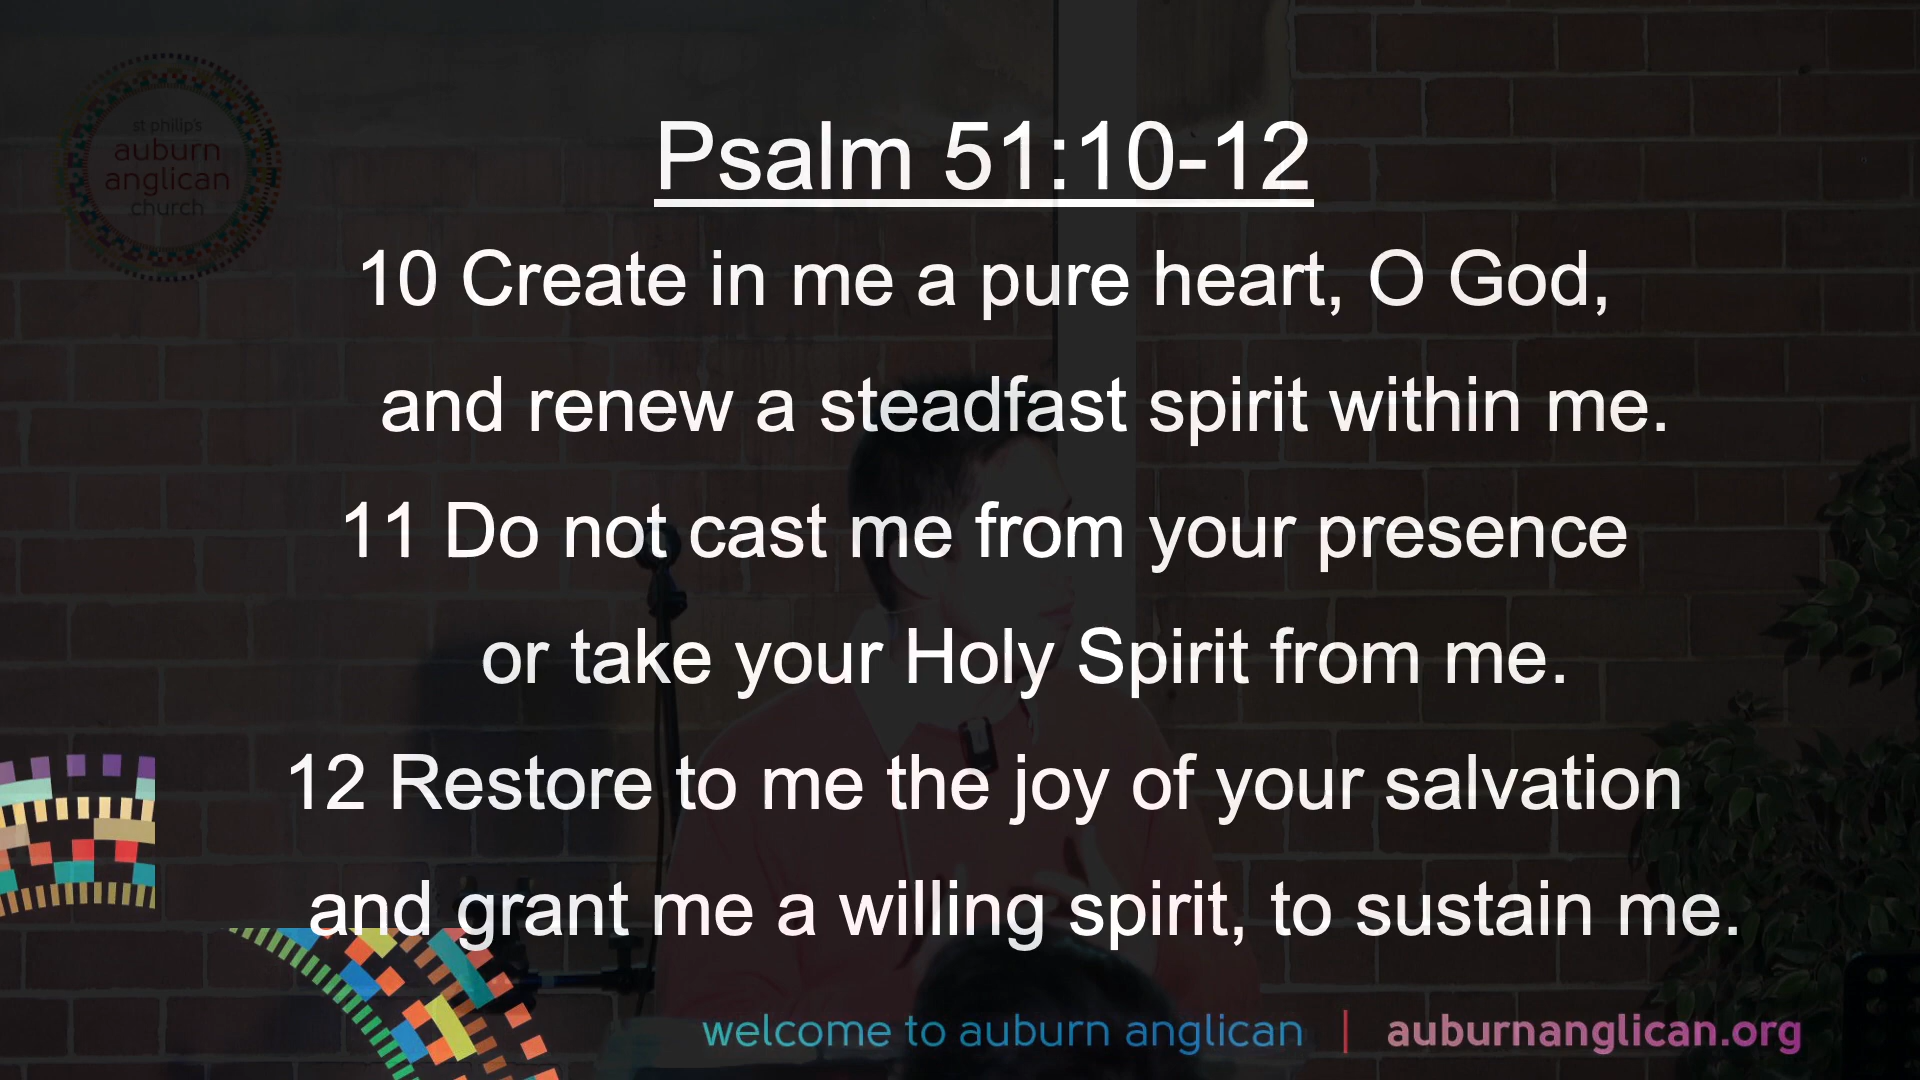 st philip's
auburn
anglican
church
Psalm 51:10-12
10 Create in me a pure heart, O God,
and renew a steadfast spirit within me.
11 Do not cast me from your presence
or take your Holy Spirit from me.
12 Restore to me the joy of your salvation
and grant me a willing spirit, to sustain me.
welcome to auburn anglican | auburnanglican.org